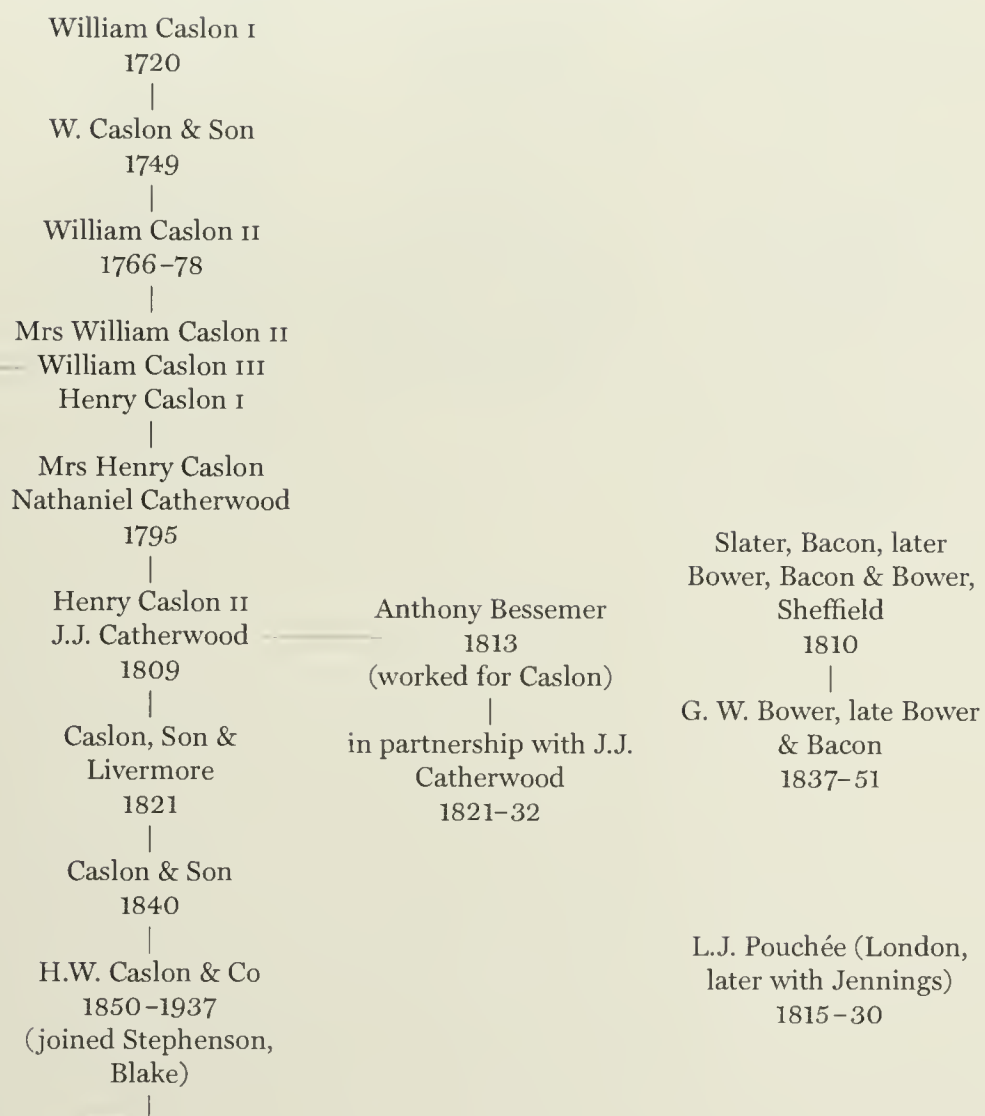 William Caslon I
1720
W. Caslon & Son
1749
William Caslon II
1766–78
Mrs William Caslon II
William Caslon III
Henry Caslon I
Mrs Henry Caslon
Nathaniel Catherwood
1795
Henry Caslon II
J.J. Catherwood
1809
Caslon, Son &
Livermore
1821
Caslon & Son
1840
H.W. Caslon & Co
1850–1937
(joined Stephenson,
Blake)
Anthony Bessemer
1813
(worked for Caslon)
in partnership with J.J.
Catherwood
1821–32
Slater, Bacon, later
Bower, Bacon & Bower,
Sheffield
1810
G. W. Bower, late Bower
& Bacon
1837–51
L.J. Pouchée (London,
later with Jennings)
1815–30